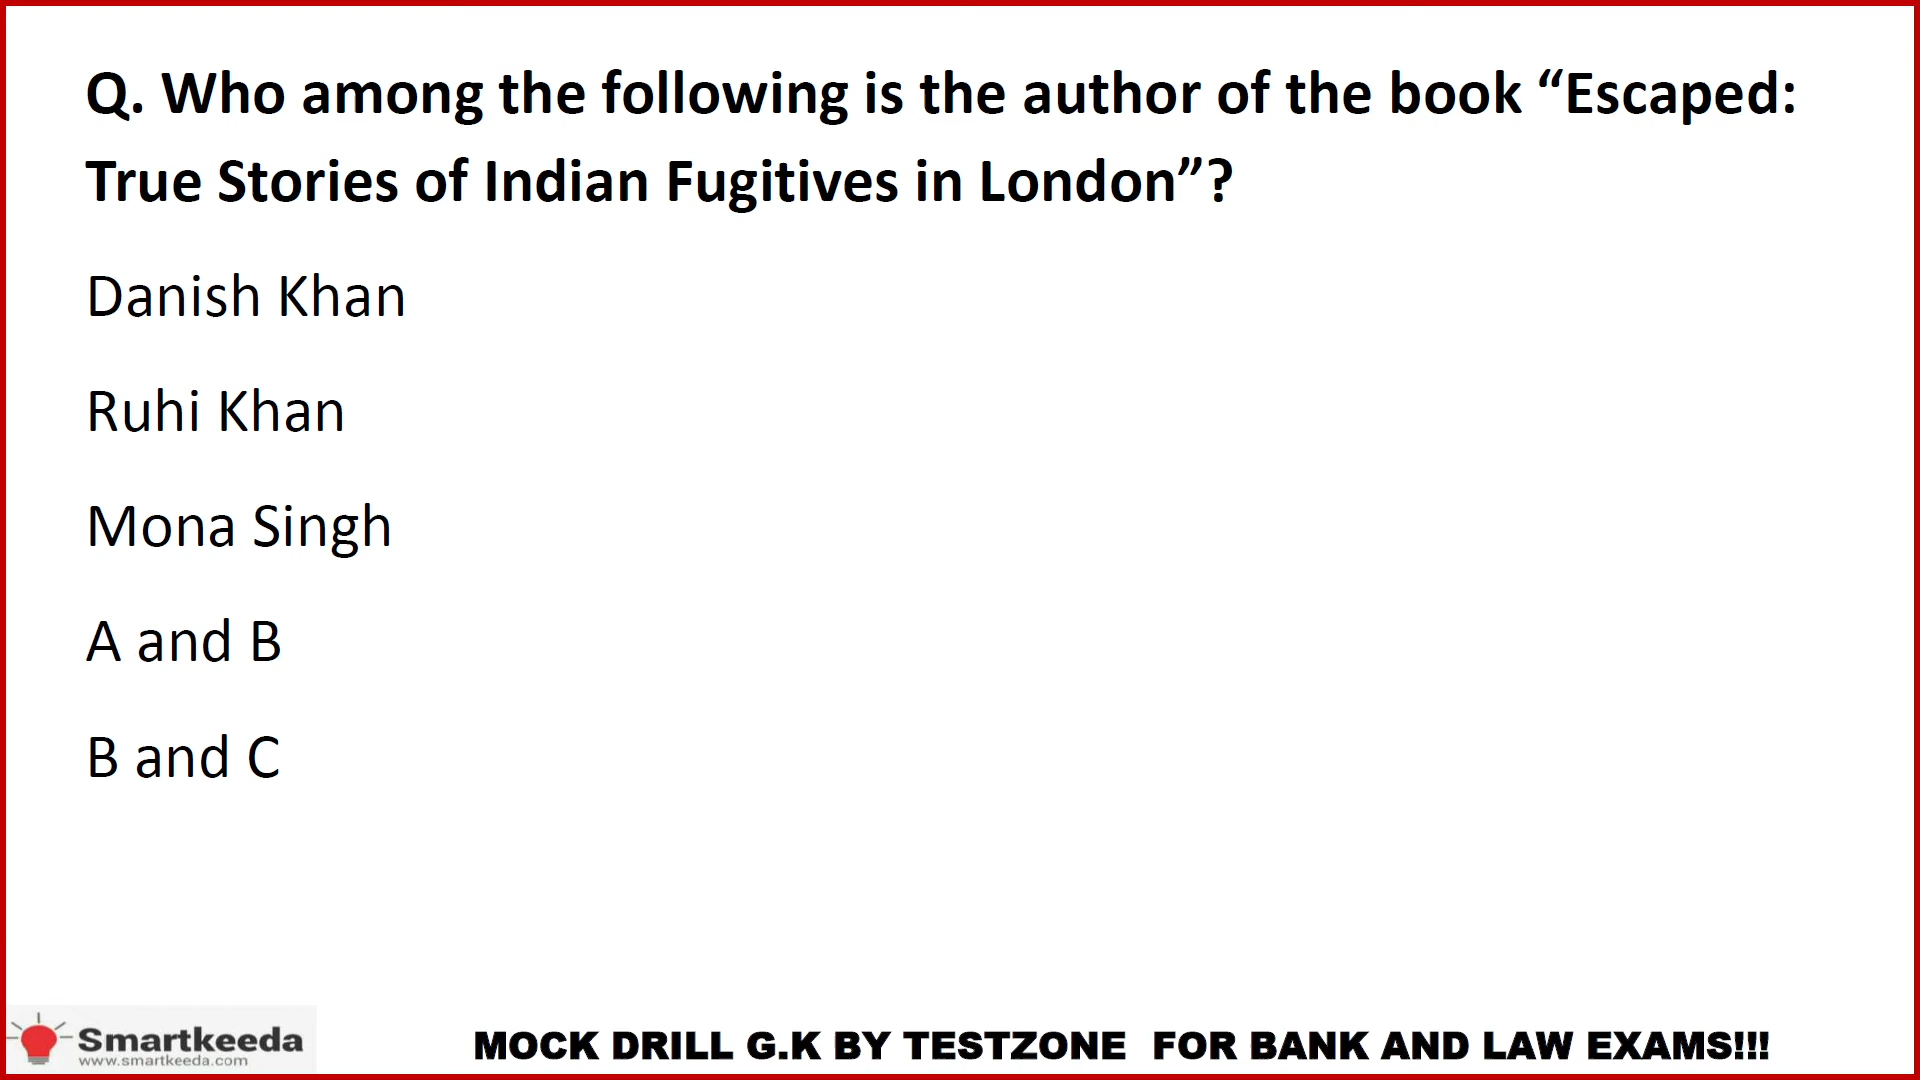 Q. Who among the following is the author of the book “Escaped:
True Stories of Indian Fugitives in London”?
Danish Khan
Ruhi Khan
Mona Singh
A and B
B and C
Smartkeeda
www.smartkeeda.com
MOCK DRILL G.K BY TESTZONE  FOR BANK AND LAW EXAMS!!!